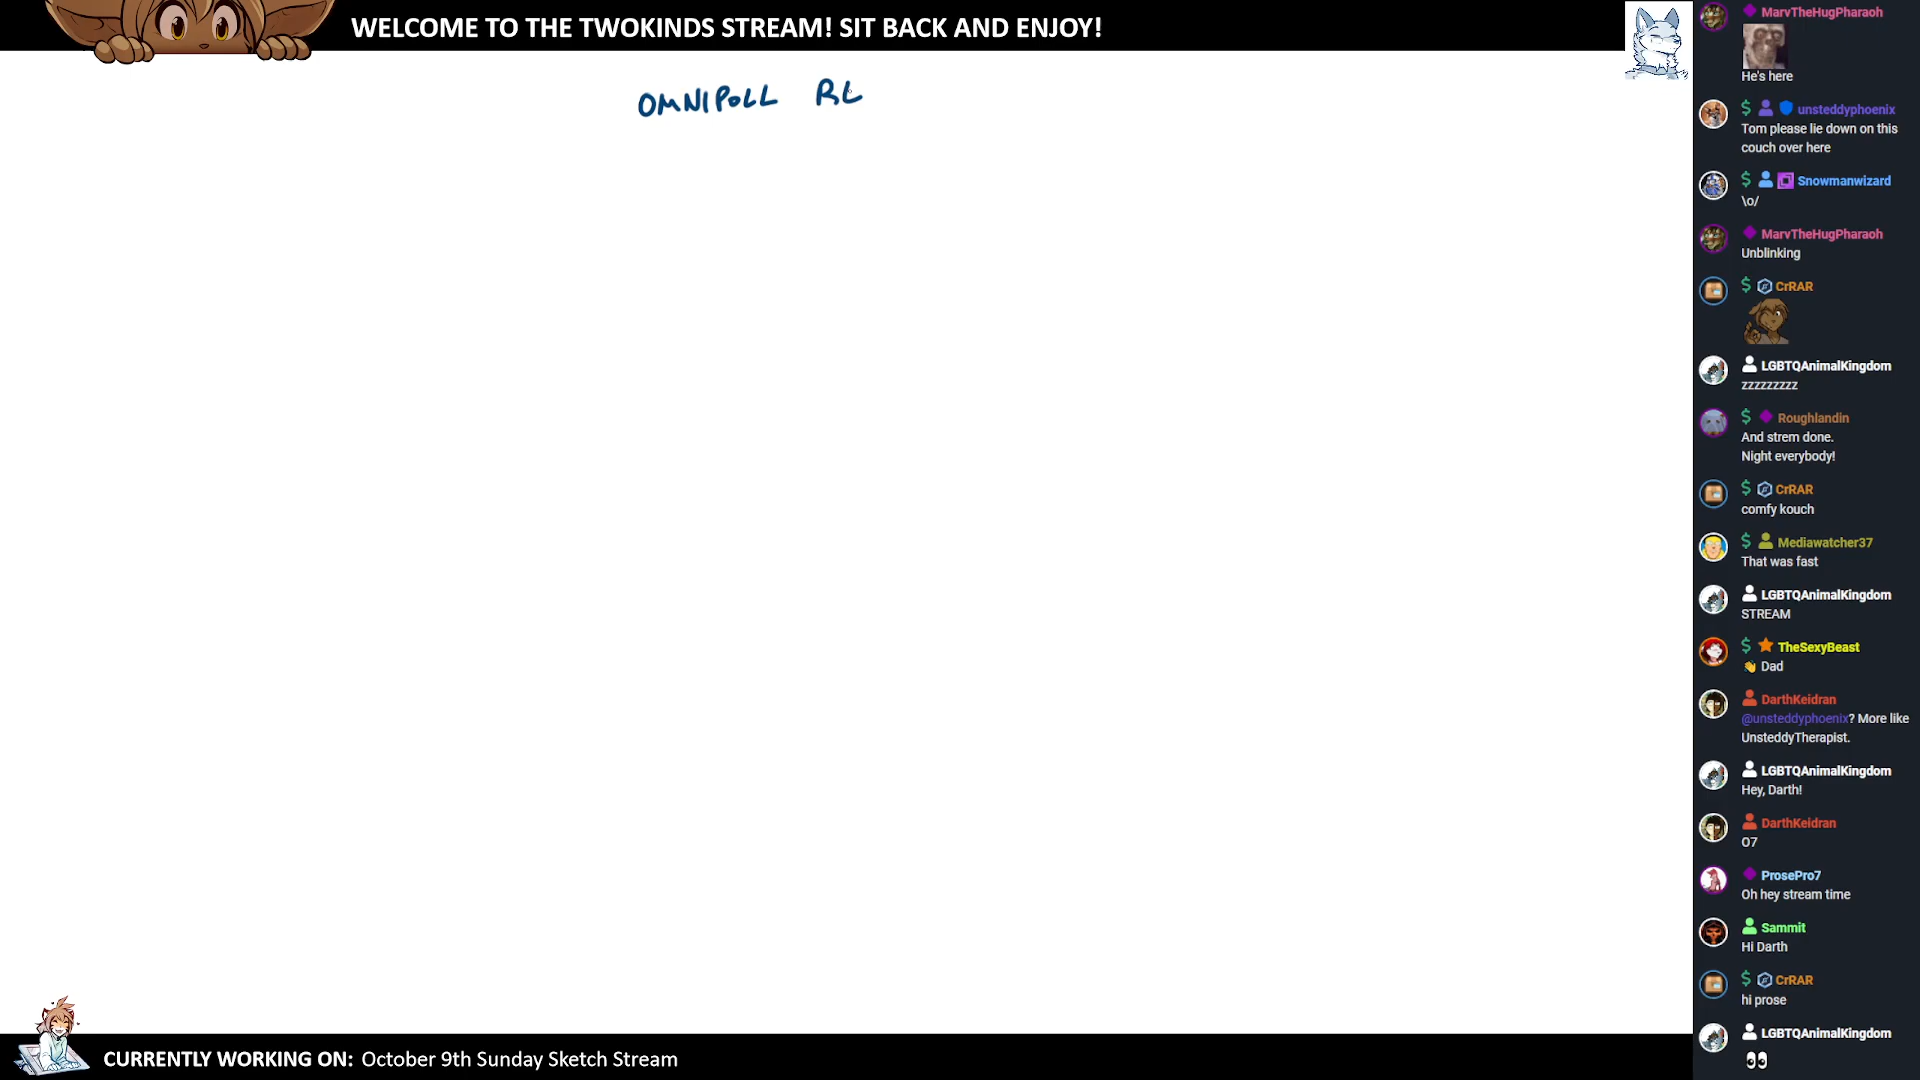 WELCOME TO THE TWOKINDS STREAM! SIT BACK AND ENJOY!
OMNIPOLL RL
MarvTheHugPharaoh
He's here
unsteddyphoenix
Tom please lie down on this
couch over here
Snowmanwizard
\o/
MarvTheHugPharaoh
Unblinking
CrRAR
LGBTQAnimalKingdom
zzzzzzzzz
Roughlandin
And strem done.
Night everybody!
CrRAR
comfy kouch
Mediawatcher37
That was fast
LGBTQAnimalKingdom
STREAM
TheSexyBeast
👋 Dad
DarthKeidran
@unsteddyphoenix? More like
UnsteddyTherapist.
LGBTQAnimalKingdom
Hey, Darth!
DarthKeidran
O7
ProsePro7
Oh hey stream time
Sammit
Hi Darth
CrRAR
hi prose
LGBTQAnimalKingdom
👀
CURRENTLY WORKING ON: October 9th Sunday Sketch Stream